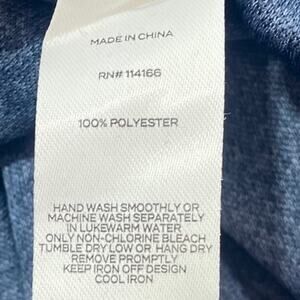 MADE IN CHINA
RN# 114166
100% POLYESTER
HAND WASH SMOOTHLY OR
MACHINE WASH SEPARATELY
IN LUKEWARM WATER
ONLY NON-CHLORINE BLEACH
TUMBLE DRY LOW OR HANG DRY
REMOVE PROMPTLY
KEEP IRON OFF DESIGN
COOL IRON